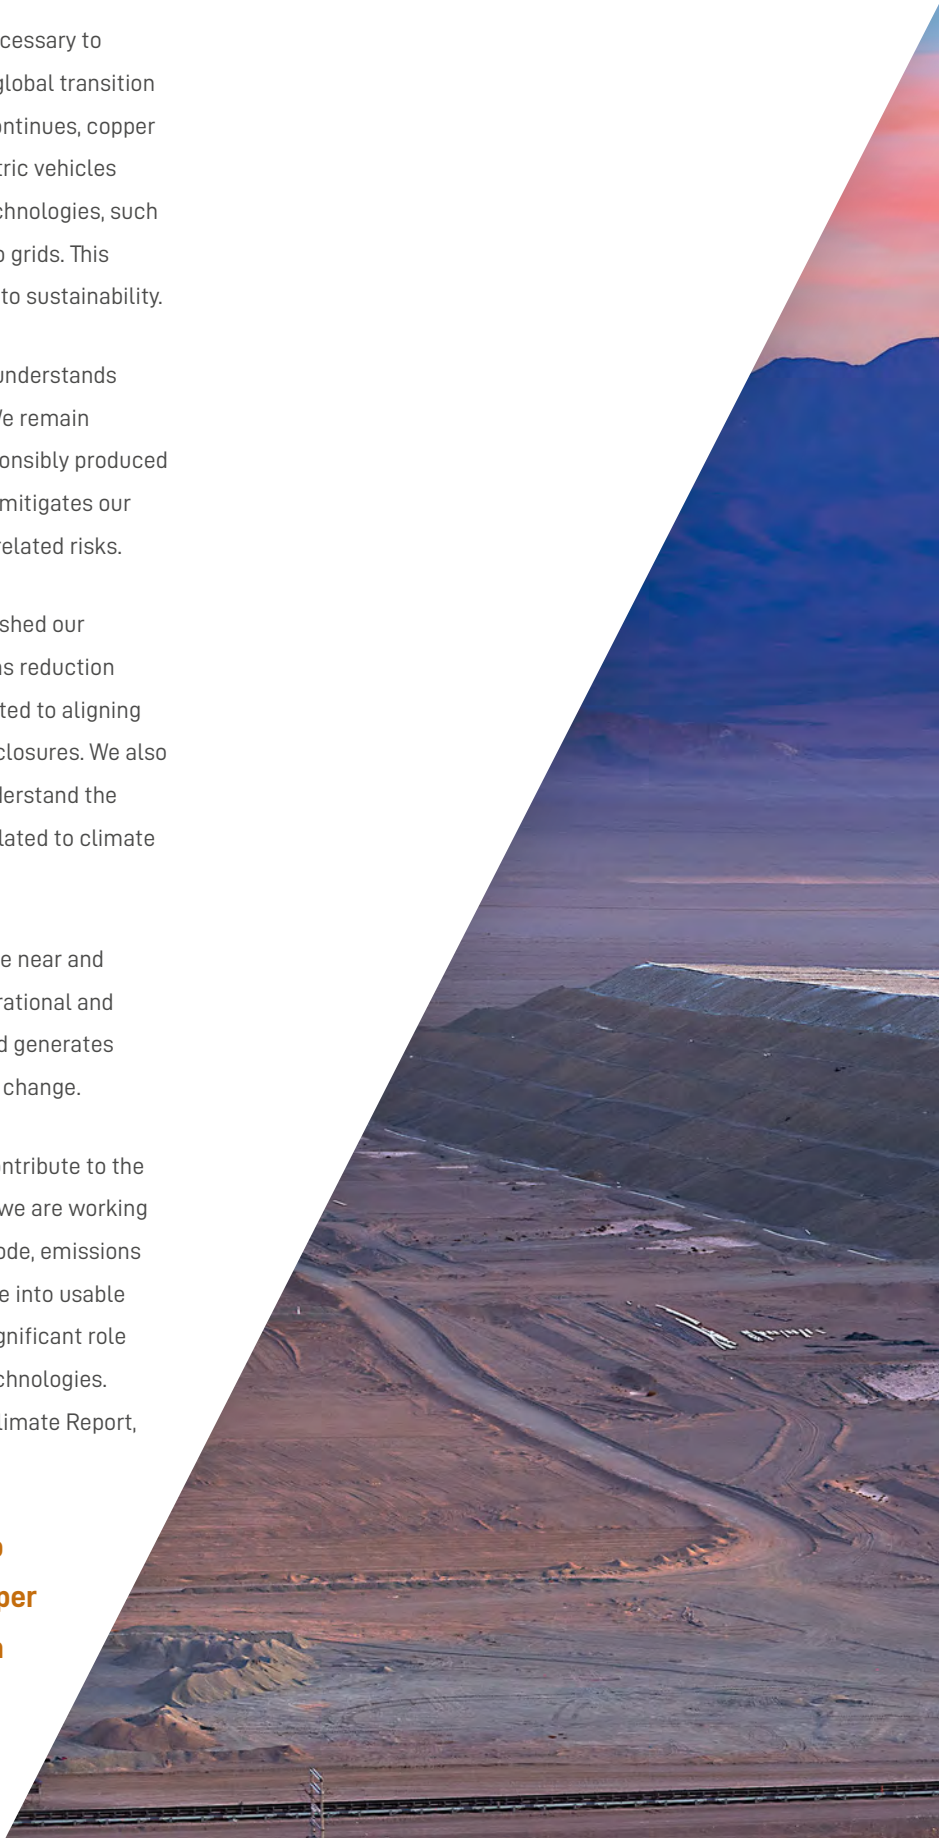 cessary to
global transition
ontinues, copper
tric vehicles
chnologies, such
o grids. This
to sustainability.
understands
We remain
onsibly produced
mitigates our
related risks.
shed our
as reduction
ted to aligning
closures. We also
derstand the
lated to climate
e near and
rational and
d generates
change.
ontribute to the
we are working
ode, emissions
e into usable
gnificant role
chnologies.
limate Report,
o
per
n